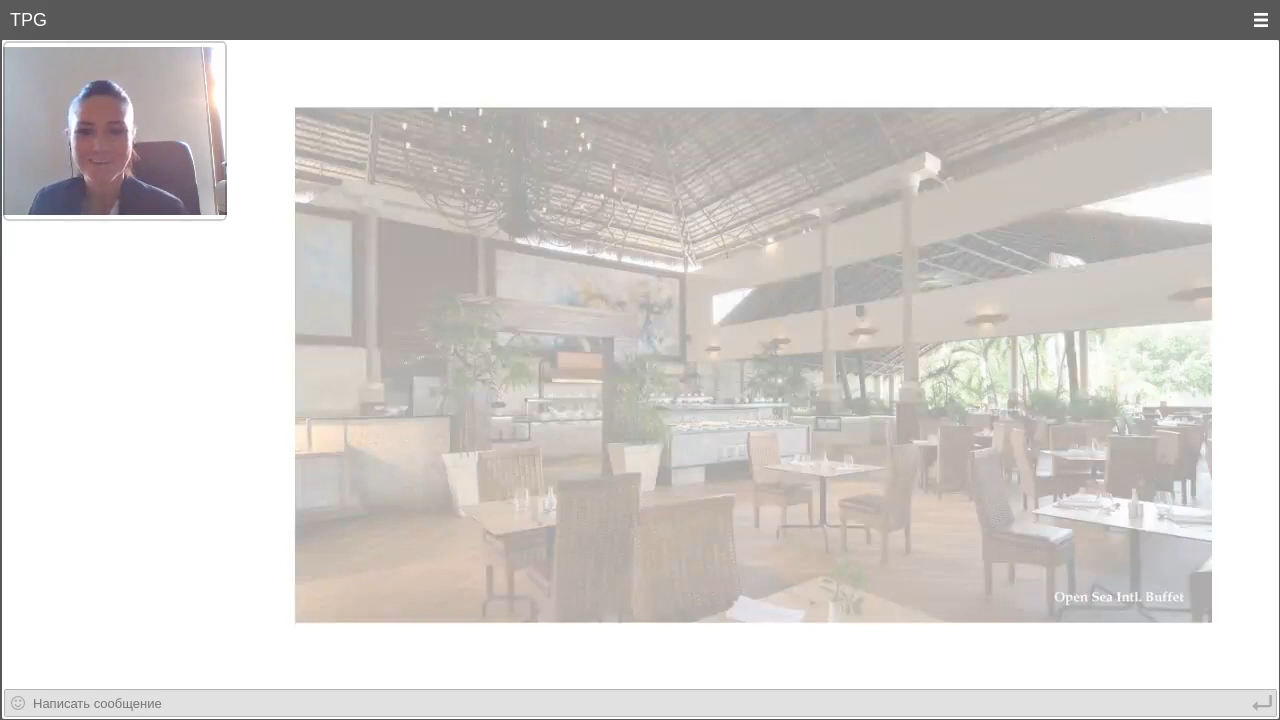 TPG
Open Sea Intl. Buffet
Написать сообщение